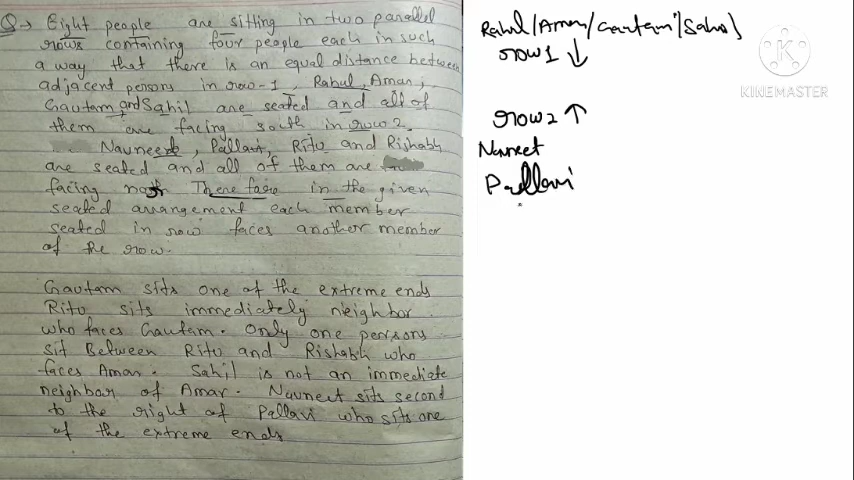 Q→ Eight people are sitting in two parallel
rows containing four people each in such
a way that there is an equal distance between
adjacent persons in row-1, Rahul, Aman,
Gautam and Sahil are seated and all of
them are facing south in row 2
Navneet, Pallavi, Ritu and Rishabh
are seated and all of them are
facing north There fore in the given
seated arrangement each member
seated in row faces another member
of the row.
Gautam sits one of the extreme ends
Ritu sits immediately neighbor
who faces Gautam. Only one persons
sit Between Ritu and Rishabh who
faces Aman. Sahil is not an immediate
neighbor of Aman. Navneet sits second
to the right of Pallavi who sits one
of the extreme ends
Rahul/Aman/Gautam/Sahil
row1 ↓
row2 ↑
Navneet
Pallavi
KINEMASTER